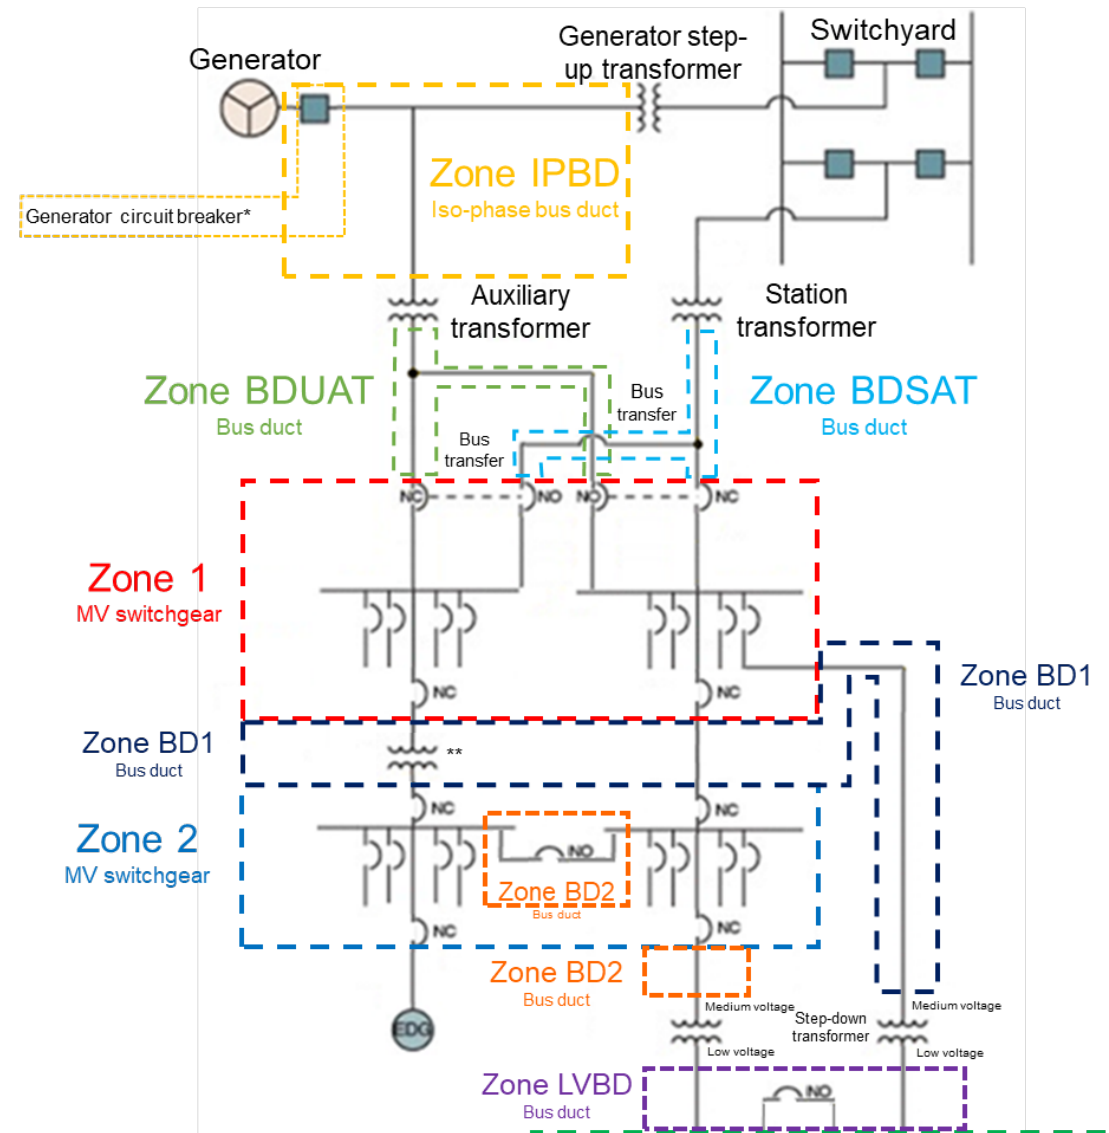 Generator
Generator step-
up transformer
Switchyard
Zone IPBD
Iso-phase bus duct
Generator circuit breaker*
Auxiliary
transformer
Station
transformer
Zone BDUAT
Bus duct
Bus
transfer
Bus
transfer
Zone BDSAT
Bus duct
NC
NO
NO
NC
Zone 1
MV switchgear
NC
NC
Zone BD1
Bus duct
Zone BD1
Bus duct
**
NC
NC
Zone 2
MV switchgear
NO
Zone BD2
Bus duct
NC
NC
Zone BD2
Bus duct
EDG
Medium voltage
Low voltage
Step-down
transformer
Medium voltage
Low voltage
Zone LVBD
Bus duct
NO